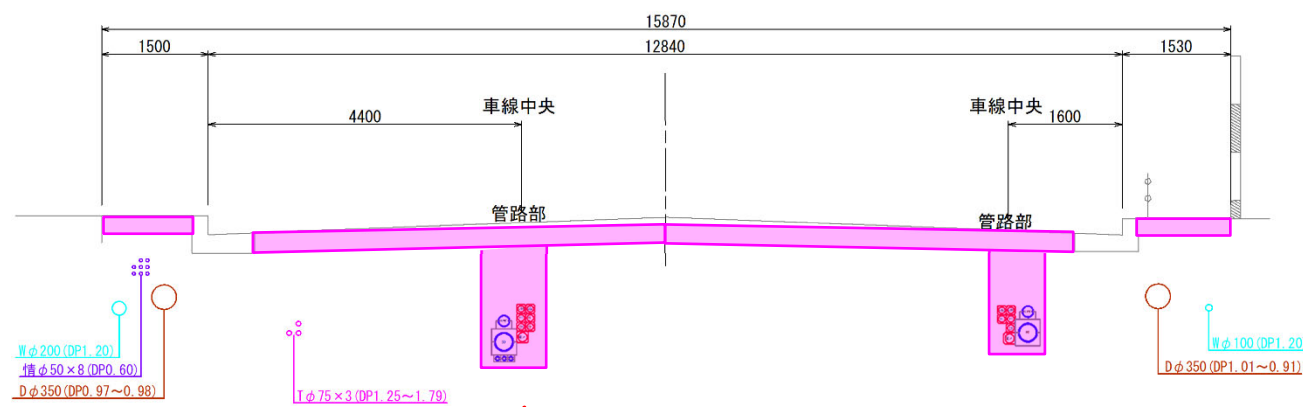 15870
1500
12840
1530
車線中央
4400
車線中央
1600
管路部
管路部
Wφ200(DP1.20)
情φ50×8(DP0.60)
Dφ350(DP0.97～0.98)
Tφ75×3(DP1.25～1.79)
Wφ100(DP1.20
Dφ350(DP1.01～0.91)